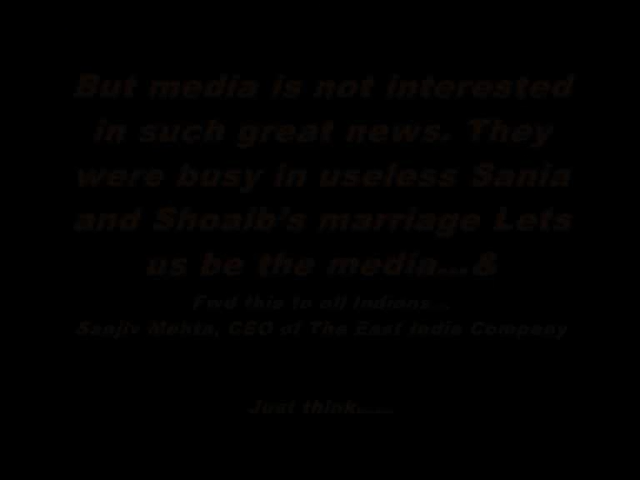 But media is not interested
in such great news. They
were busy in useless Sania
and Shoaib's marriage Lets
us be the media...&
Fwd this to all Indians...
Sanjiv Mehta, CEO of The East India Company
Just think......